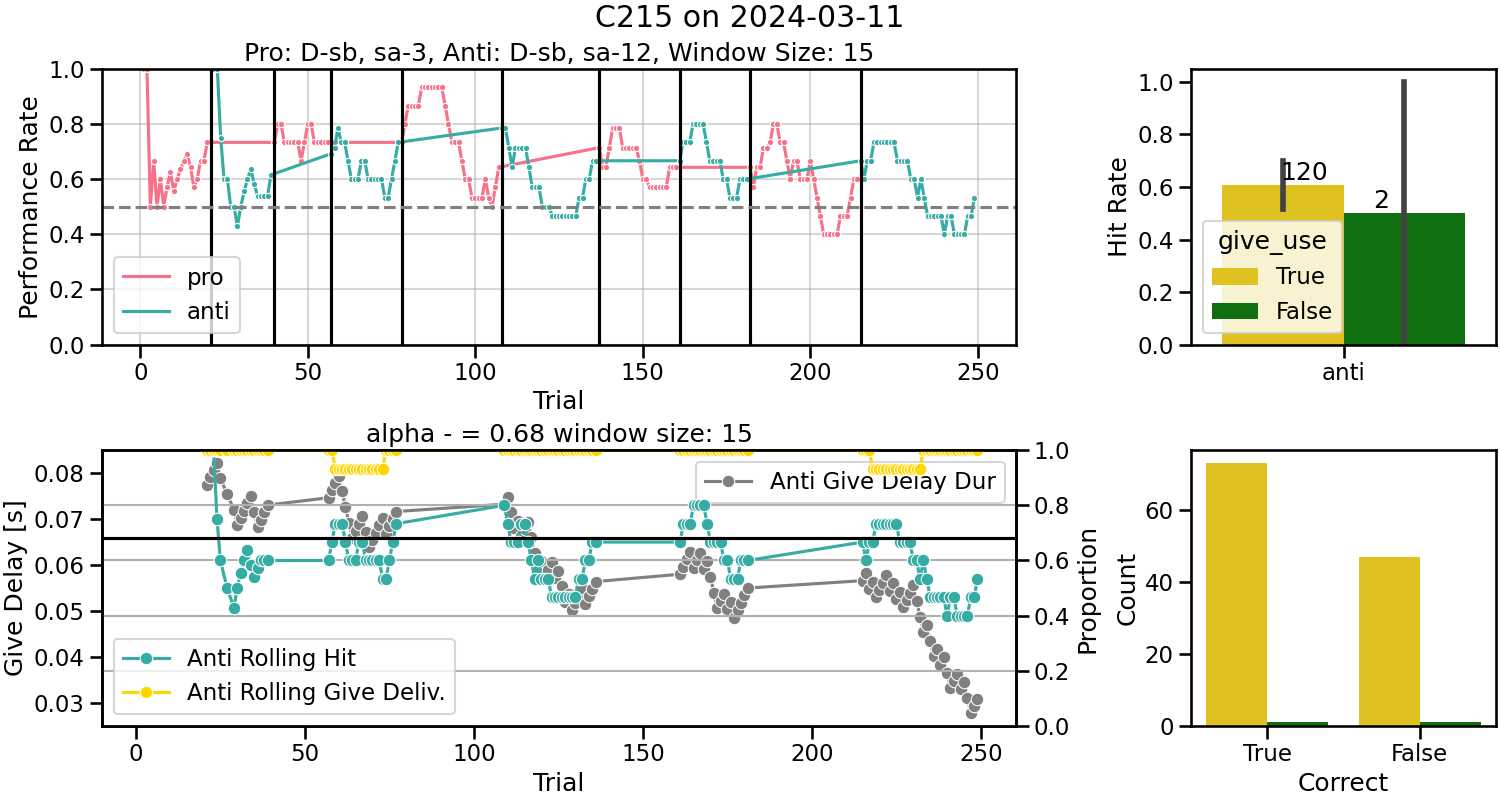 C215 on 2024-03-11
Pro: D-sb, sa-3, Anti: D-sb, sa-12, Window Size: 15
Performance Rate
1.0
0.8
0.6
0.4
0.2
0.0
pro
anti
0
50
100
150
200
250
Trial
Hit Rate
0.8
0.6
0.4
0.2
0.0
120
2
give_use
True
False
anti
alpha - = 0.68 window size: 15
Give Delay [s]
0.08
0.07
0.06
0.05
0.04
0.03
Anti Give Delay Dur
Anti Rolling Hit
Anti Rolling Give Deliv.
1.0
0.8
0.6
0.4
0.2
0.0
Proportion
0
50
100
150
200
250
Trial
Count
60
40
20
0
True
False
Correct